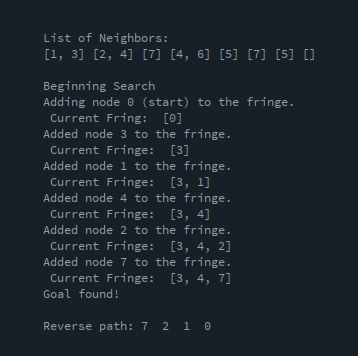 List of Neighbors:
[1, 3] [2, 4] [7] [4, 6] [5] [7] [5] []
Beginning Search
Adding node 0 (start) to the fringe.
Current Fring: [0]
Added node 3 to the fringe.
Current Fringe: [3]
Added node 1 to the fringe.
Current Fringe: [3, 1]
Added node 4 to the fringe.
Current Fringe: [3, 4]
Added node 2 to the fringe.
Current Fringe: [3, 4, 2]
Added node 7 to the fringe.
Current Fringe: [3, 4, 7]
Goal found!
Reverse path: 7 2 1 0